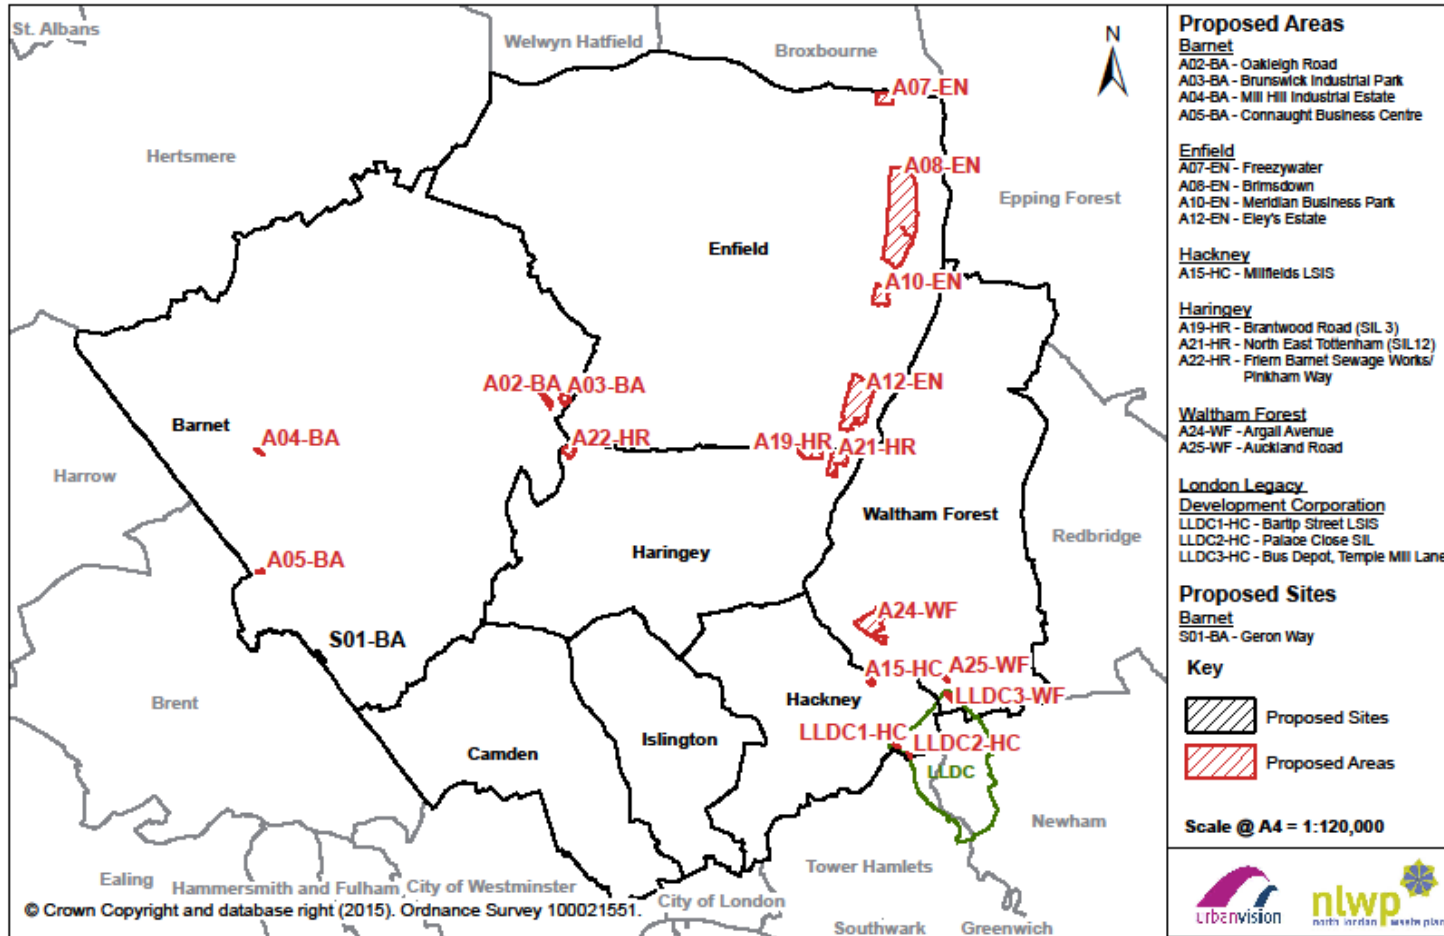 St. Albans
Welwyn Hatfield
Broxbourne
N
A07-EN
Hertsmere
A08-EN
Epping Forest
Enfield
A10-EN
A02-BA
A03-BA
A12-EN
Barnet
A04-BA
A22-HR
A19-HR
A21-HR
Harrow
Waltham Forest
Haringey
Redbridge
A05-BA
A24-WF
S01-BA
A15-HC
A25-WF
Brent
Hackney
LLDC3-WF
Islington
LLDC1-HC
LLDC2-HC
Camden
LLDC
Newham
Tower Hamlets
Ealing
Hammersmith and Fulham
City of Westminster
City of London
© Crown Copyright and database right (2015). Ordnance Survey 100021551.
Southwark
Greenwich
Proposed Areas
Barnet
A02-BA - Oakleigh Road
A03-BA - Brunswick Industrial Park
A04-BA - Mill Hill Industrial Estate
A05-BA - Connaught Business Centre
Enfield
A07-EN - Freezywater
A08-EN - Brimsdown
A10-EN - Meridian Business Park
A12-EN - Eley's Estate
Hackney
A15-HC - Millfields LSIS
Haringey
A19-HR - Brantwood Road (SIL 3)
A21-HR - North East Tottenham (SIL12)
A22-HR - Friern Barnet Sewage Works/
Pinkham Way
Waltham Forest
A24-WF - Argall Avenue
A25-WF - Auckland Road
London Legacy
Development Corporation
LLDC1-HC - Bartip Street LSIS
LLDC2-HC - Palace Close SIL
LLDC3-HC - Bus Depot, Temple Mill Lane
Proposed Sites
Barnet
S01-BA - Geron Way
Key
Proposed Sites
Proposed Areas
Scale @ A4 = 1:120,000
urbanvision
nlwp
north london waste plan